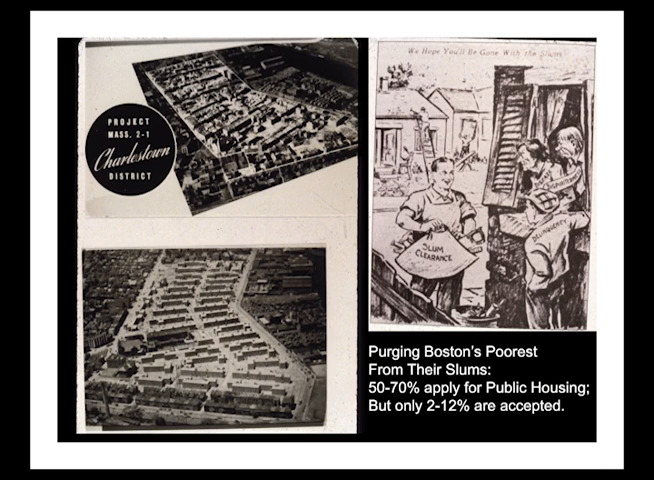 PROJECT
MASS. 2-1
Charlestown
DISTRICT
We Hope You'll Be Gone With the Slums
SLUM
CLEARANCE
DELINQUENCY
Purging Boston's Poorest
From Their Slums:
50-70% apply for Public Housing;
But only 2-12% are accepted.